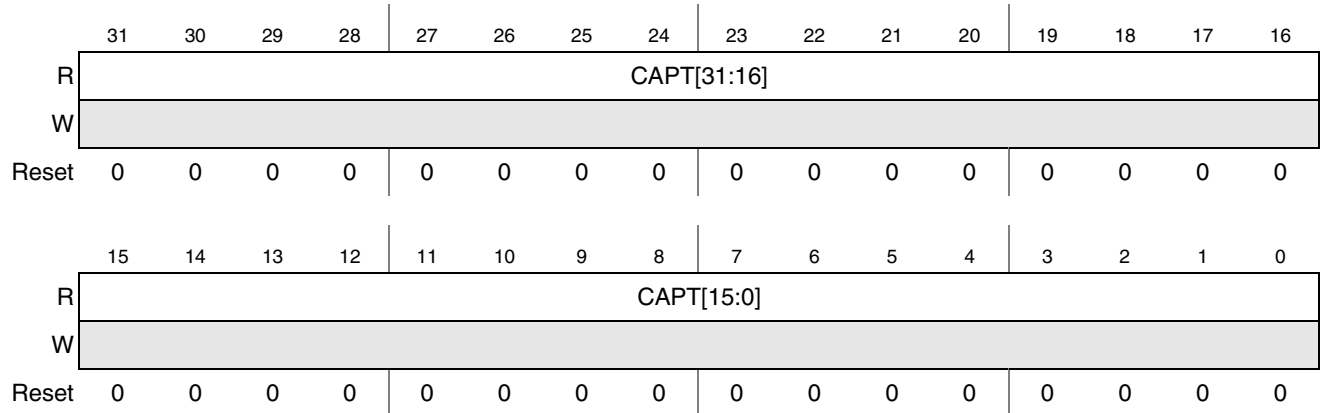 31 30 29 28 27 26 25 24 23 22 21 20 19 18 17 16
R CAPT[31:16]
W
Reset 0 0 0 0 0 0 0 0 0 0 0 0 0 0 0 0
15 14 13 12 11 10 9 8 7 6 5 4 3 2 1 0
R CAPT[15:0]
W
Reset 0 0 0 0 0 0 0 0 0 0 0 0 0 0 0 0